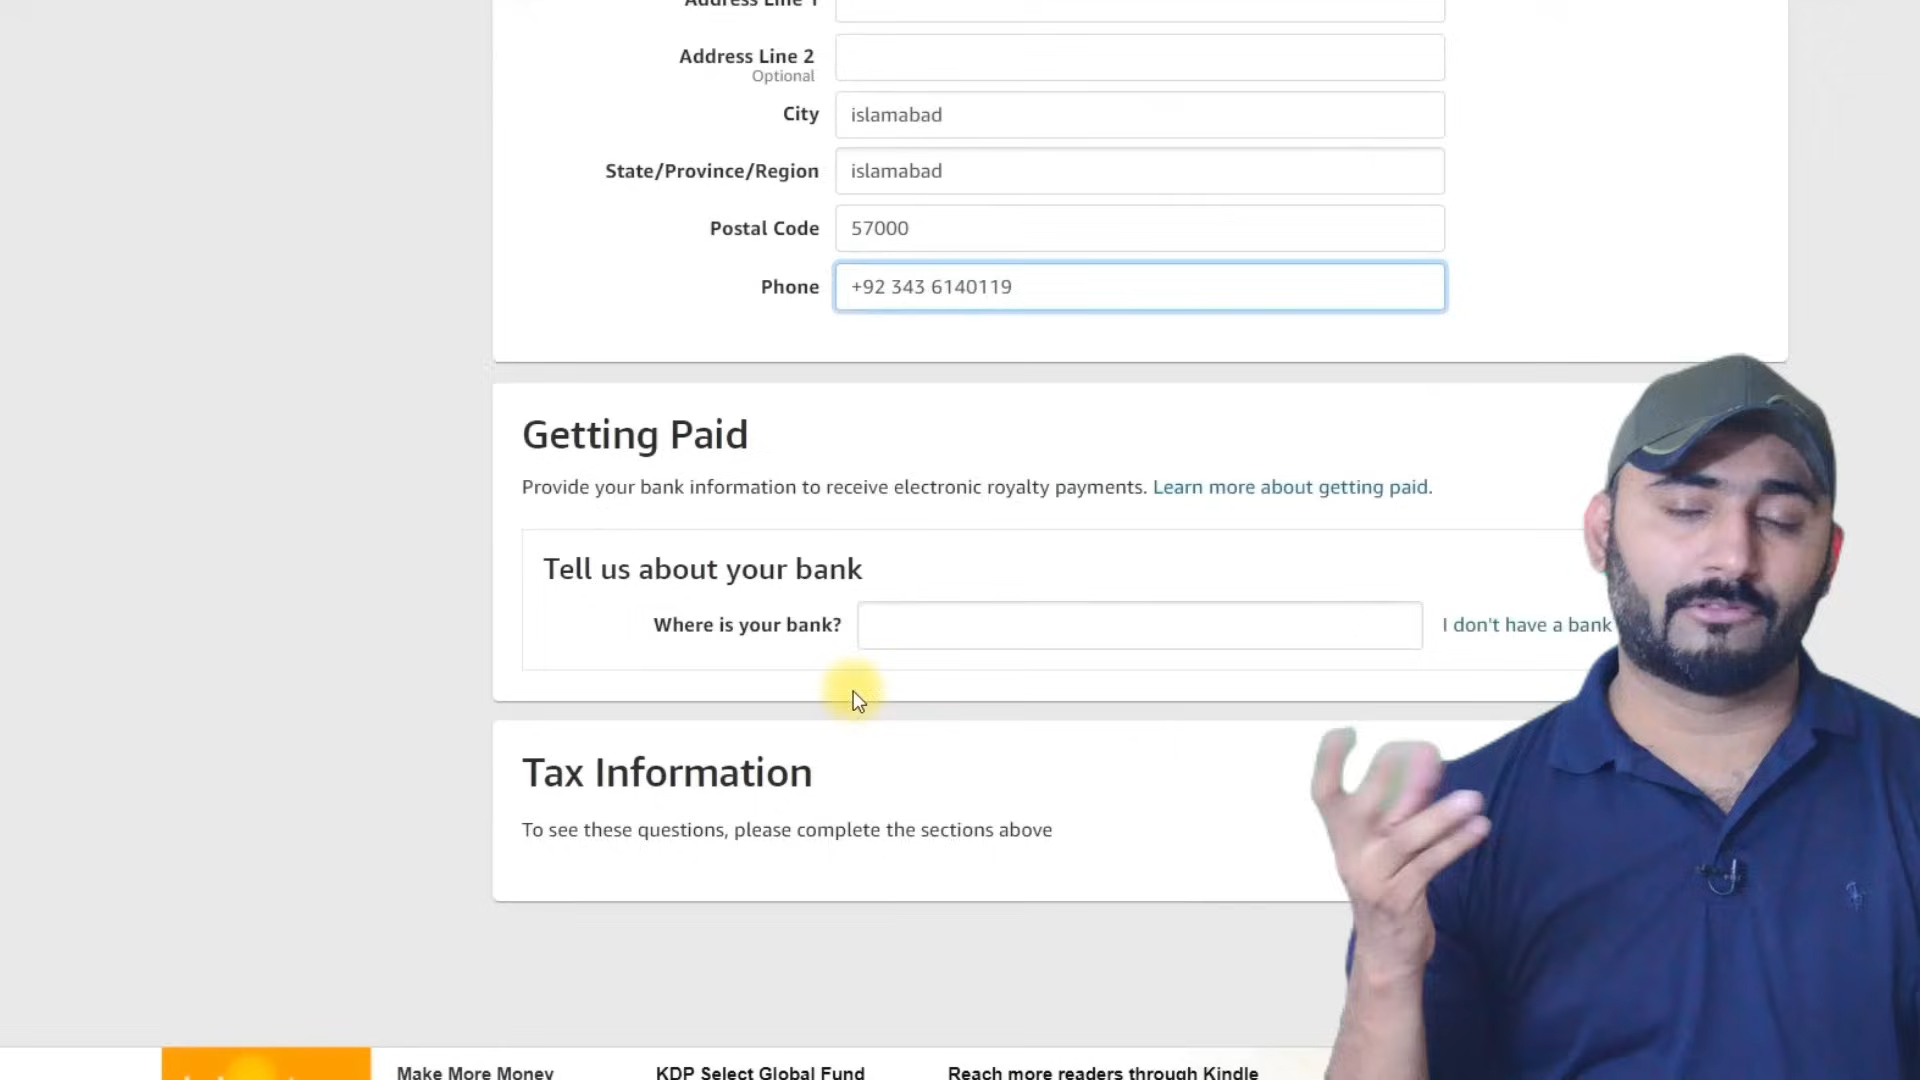 Address Line 1
Address Line 2
Optional
City
islamabad
State/Province/Region
islamabad
Postal Code
57000
Phone
+92 343 6140119
Getting Paid
Provide your bank information to receive electronic royalty payments. Learn more about getting paid.
Tell us about your bank
Where is your bank?
I don't have a bank
Tax Information
To see these questions, please complete the sections above
Make More Money
KDP Select Global Fund
Reach more readers through Kindle